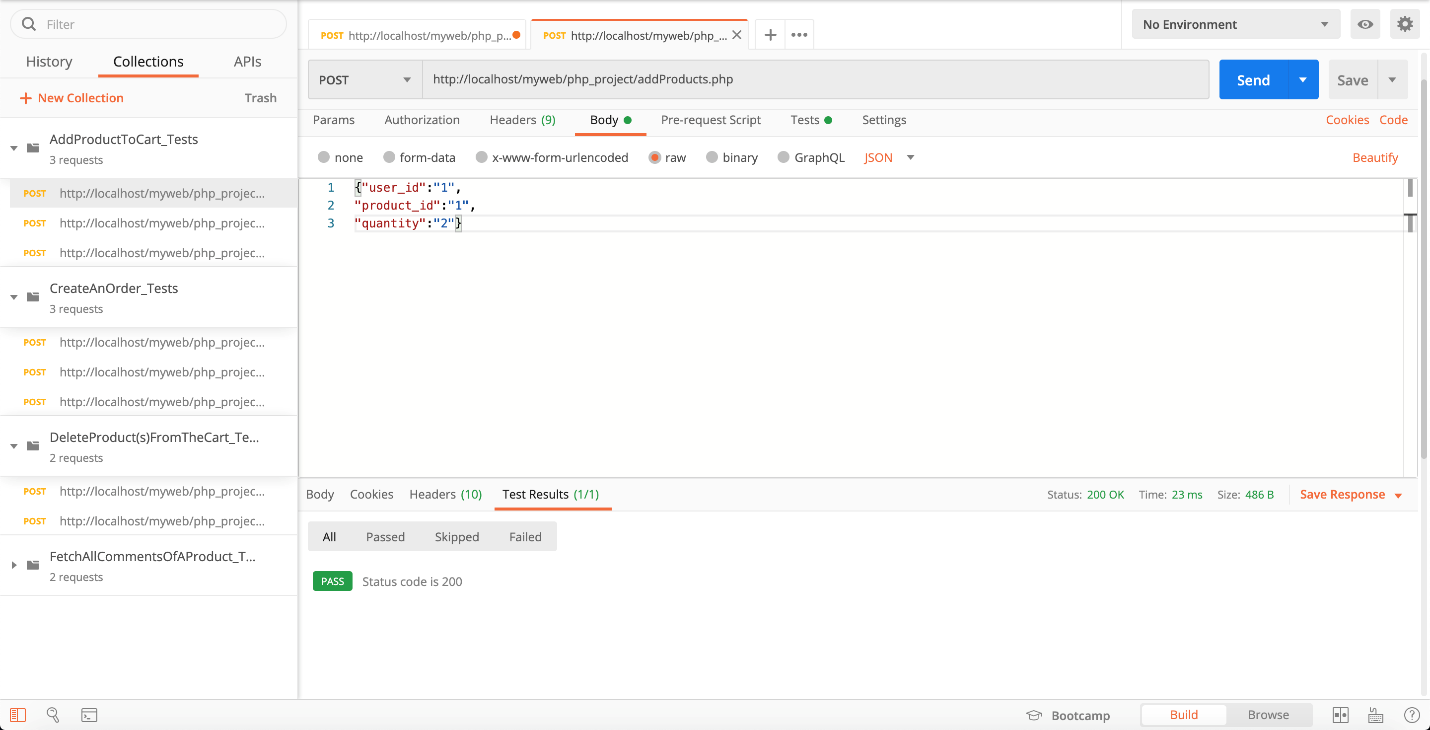 Filter
History Collections APIs
+ New Collection Trash
AddProductToCart_Tests
3 requests
POST http://localhost/myweb/php_projec...
POST http://localhost/myweb/php_projec...
POST http://localhost/myweb/php_projec...
CreateAnOrder_Tests
3 requests
POST http://localhost/myweb/php_projec...
POST http://localhost/myweb/php_projec...
POST http://localhost/myweb/php_projec...
DeleteProduct(s)FromTheCart_Te...
2 requests
POST http://localhost/myweb/php_projec...
POST http://localhost/myweb/php_projec...
FetchAllCommentsOfAProduct_T...
2 requests
POST http://localhost/myweb/php_p...
POST http://localhost/myweb/php_...
No Environment
POST http://localhost/myweb/php_project/addProducts.php Send Save
Params Authorization Headers (9) Body Pre-request Script Tests Settings Cookies Code
none form-data x-www-form-urlencoded raw binary GraphQL JSON Beautify
1 {"user_id":"1",
2 "product_id":"1",
3 "quantity":"2"}
Body Cookies Headers (10) Test Results (1/1) Status: 200 OK Time: 23 ms Size: 486 B Save Response
All Passed Skipped Failed
PASS Status code is 200
Bootcamp Build Browse